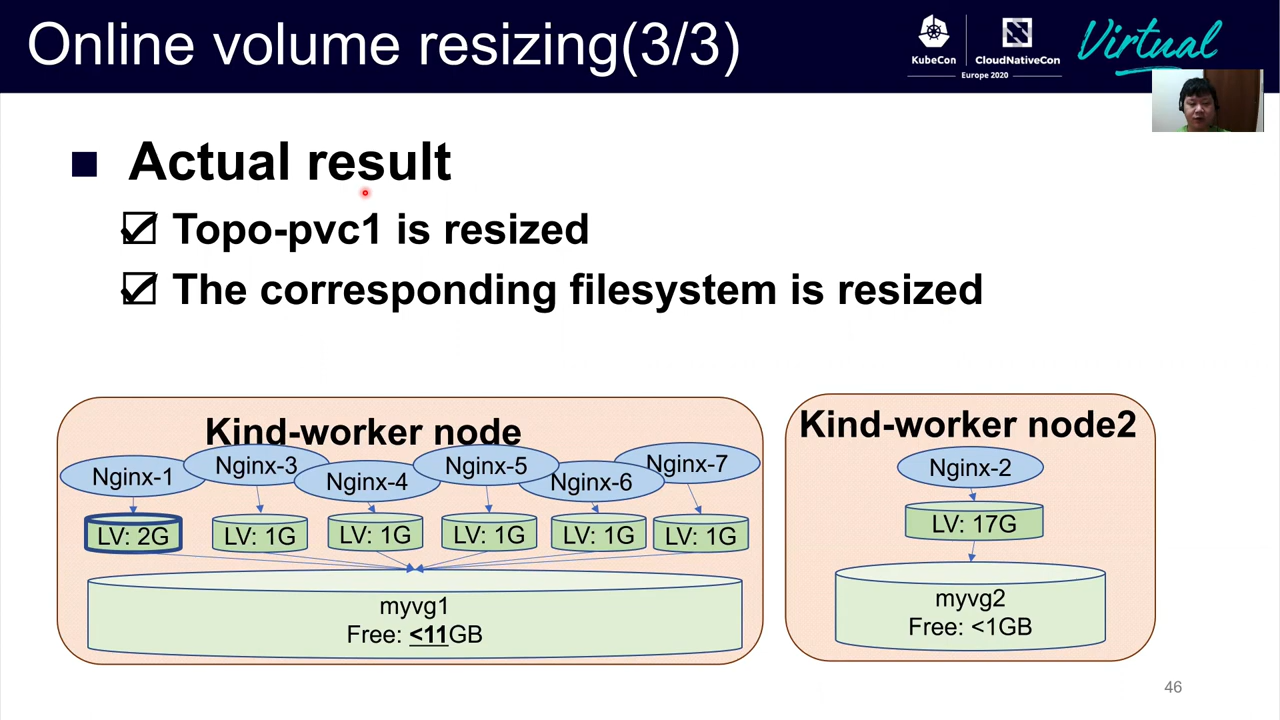 Online volume resizing(3/3)
KubeCon
CloudNativeCon
Europe 2020
Virtual
Actual result
Topo-pvc1 is resized
The corresponding filesystem is resized
Kind-worker node
Nginx-1
Nginx-3
Nginx-4
Nginx-5
Nginx-6
Nginx-7
LV: 2G
LV: 1G
LV: 1G
LV: 1G
LV: 1G
LV: 1G
myvg1
Free: <11GB
Kind-worker node2
Nginx-2
LV: 17G
myvg2
Free: <1GB
46